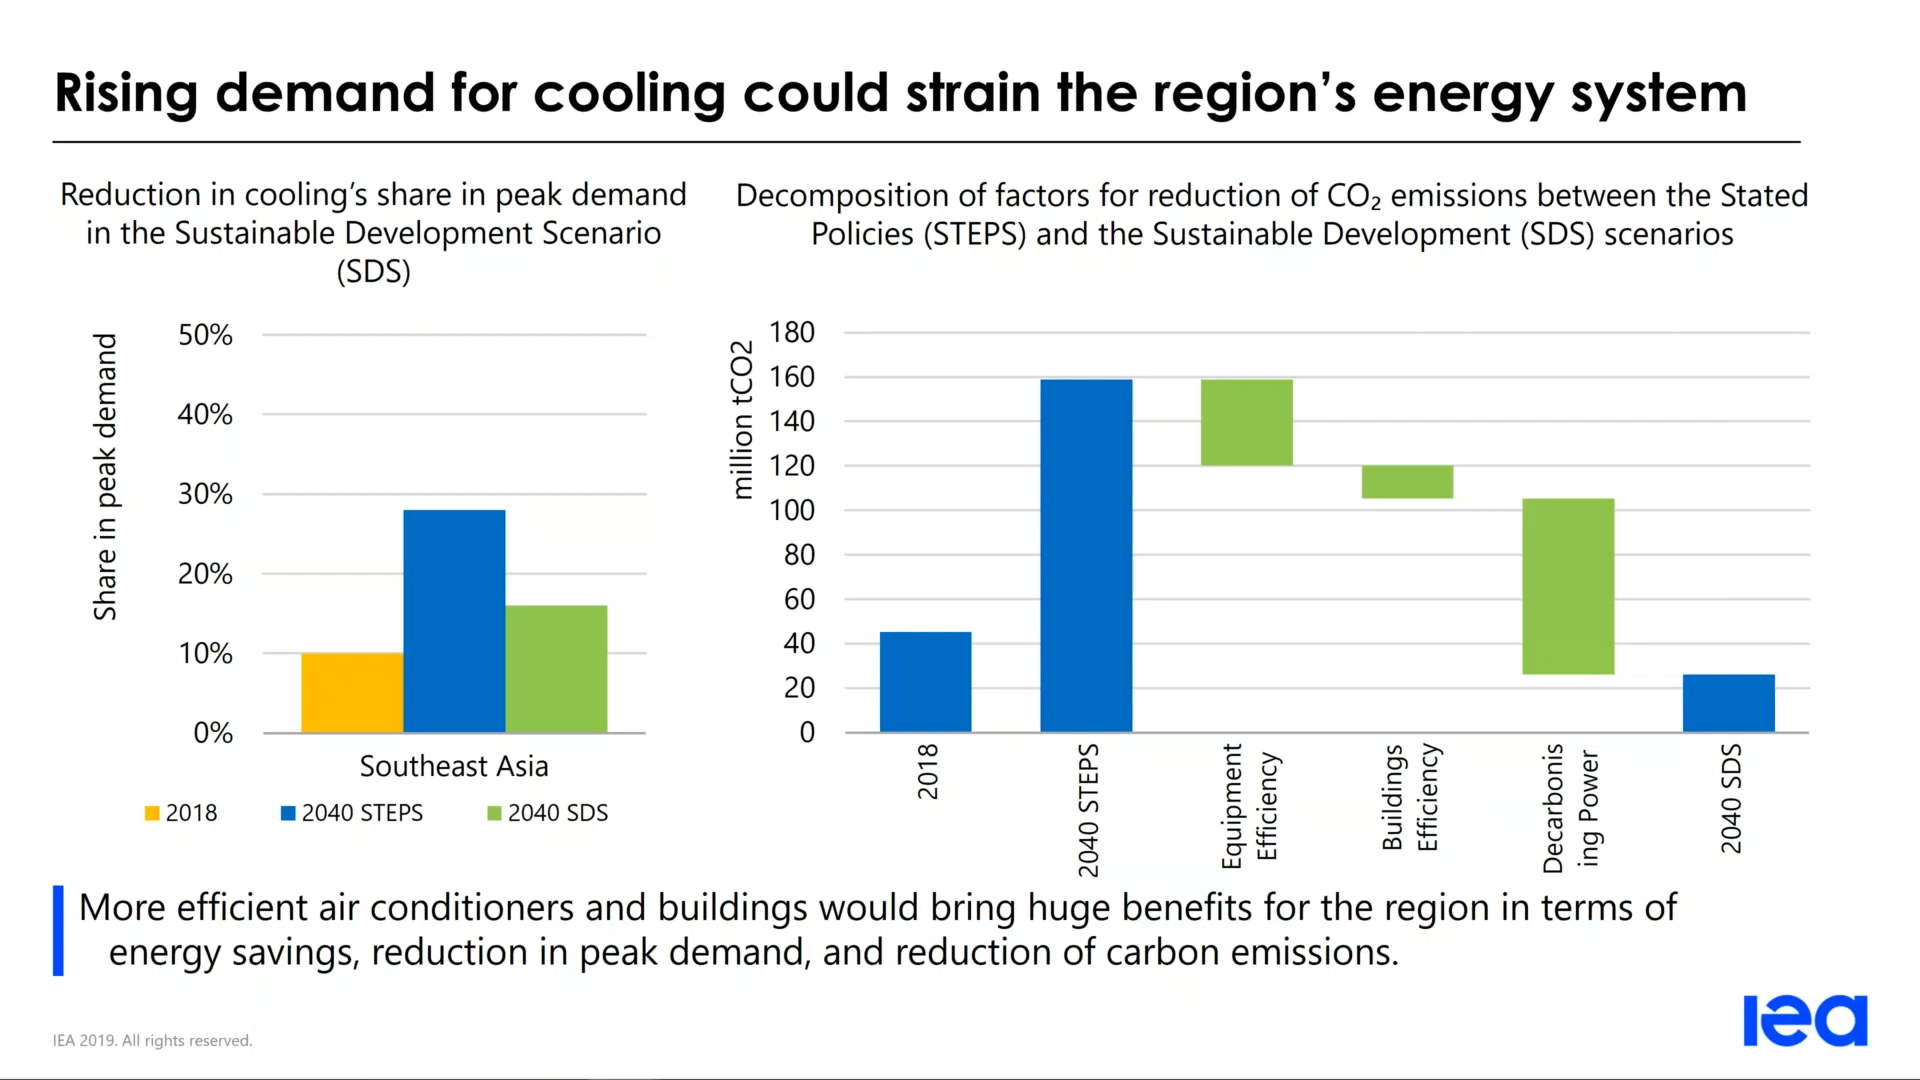 Rising demand for cooling could strain the region’s energy system
Reduction in cooling’s share in peak demand
in the Sustainable Development Scenario
(SDS)
Share in peak demand
50%
40%
30%
20%
10%
0%
Southeast Asia
2018
2040 STEPS
2040 SDS
Decomposition of factors for reduction of CO₂ emissions between the Stated
Policies (STEPS) and the Sustainable Development (SDS) scenarios
million tCO2
180
160
140
120
100
80
60
40
20
0
2018
2040 STEPS
Equipment
Efficiency
Buildings
Efficiency
Decarbonis
ing Power
2040 SDS
More efficient air conditioners and buildings would bring huge benefits for the region in terms of
energy savings, reduction in peak demand, and reduction of carbon emissions.
IEA 2019. All rights reserved.
iea